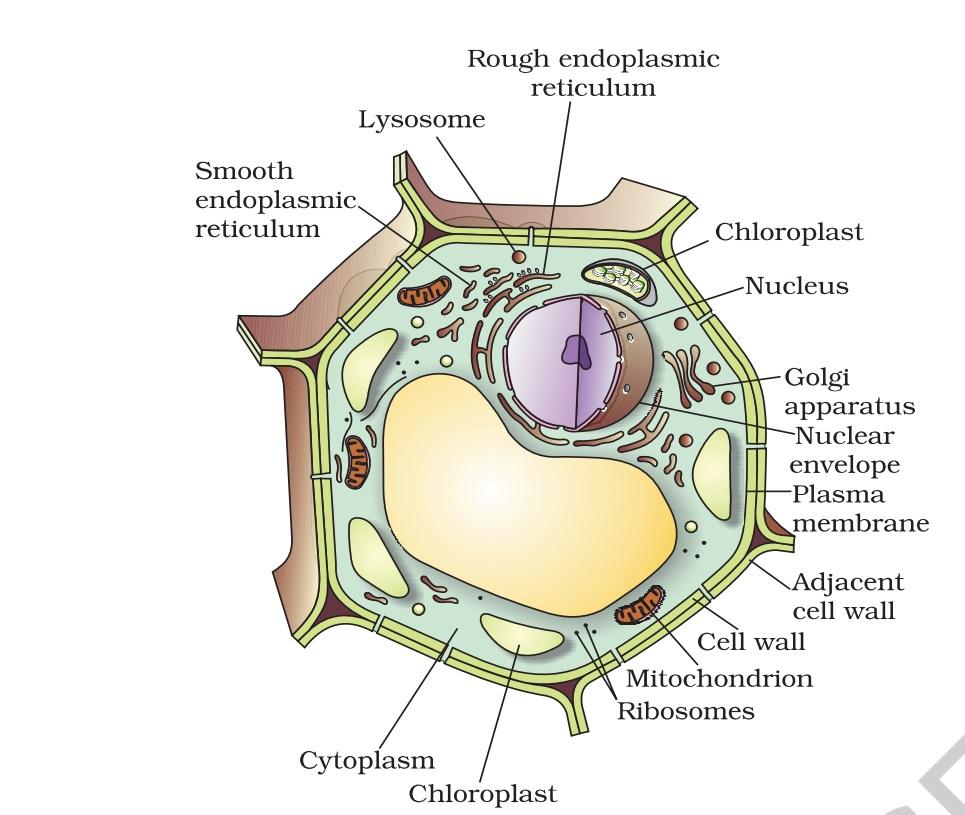 Rough endoplasmic
reticulum
Lysosome
Smooth
endoplasmic
reticulum
Chloroplast
Nucleus
Golgi
apparatus
Nuclear
envelope
Plasma
membrane
Adjacent
cell wall
Cell wall
Mitochondrion
Ribosomes
Cytoplasm
Chloroplast